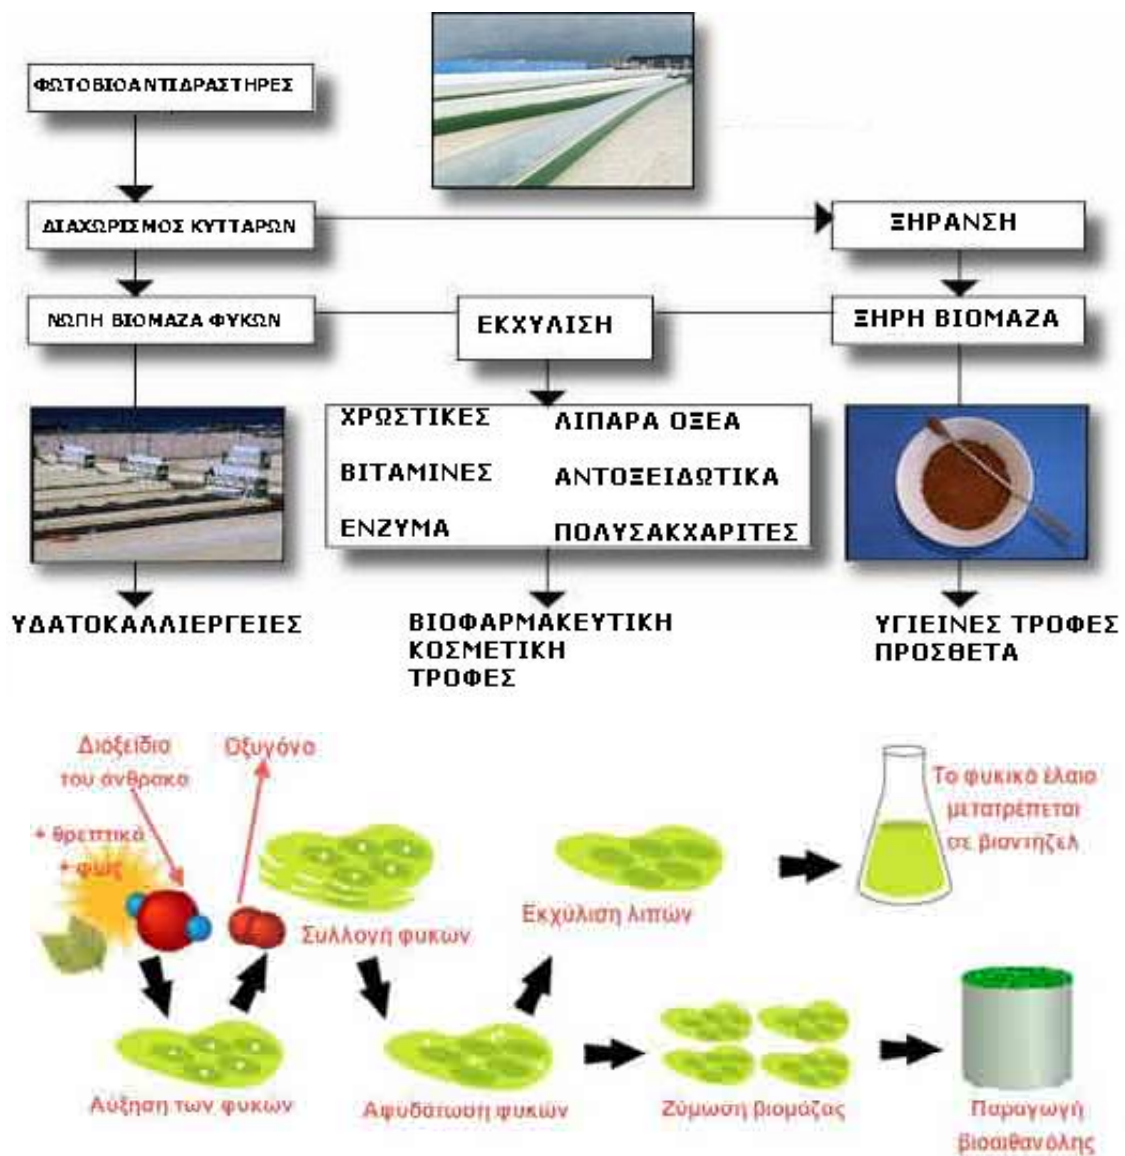 ΦΩΤΟΒΙΟΑΝΤΙΔΡΑΣΤΗΡΕΣ
ΔΙΑΧΩΡΙΣΜΟΣ ΚΥΤΤΑΡΩΝ
ΞΗΡΑΝΣΗ
ΝΩΠΗ ΒΙΟΜΑΖΑ ΦΥΚΩΝ
ΕΚΧΥΛΙΣΗ
ΞΗΡΗ ΒΙΟΜΑΖΑ
ΧΡΩΣΤΙΚΕΣ
ΛΙΠΑΡΑ ΟΞΕΑ
ΒΙΤΑΜΙΝΕΣ
ΑΝΤΟΞΕΙΔΩΤΙΚΑ
ΕΝΖΥΜΑ
ΠΟΛΥΣΑΚΧΑΡΙΤΕΣ
ΥΔΑΤΟΚΑΛΛΙΕΡΓΕΙΕΣ
ΒΙΟΦΑΡΜΑΚΕΥΤΙΚΗ
ΚΟΣΜΕΤΙΚΗ
ΤΡΟΦΕΣ
ΥΓΙΕΙΝΕΣ ΤΡΟΦΕΣ
ΠΡΟΣΘΕΤΑ
Διοξείδιο
του άνθρακα
Οξυγόνο
+ θρεπτικά
+ φως
Συλλογή φυκών
Εκχύλιση λιπών
Το φυκικό έλαιο
μετατρέπεται
σε βιοντήζελ
Αύξηση των φυκών
Αφυδάτωση φυκών
Ζύμωση βιομάζας
Παραγωγή
βιοαιθανόλης